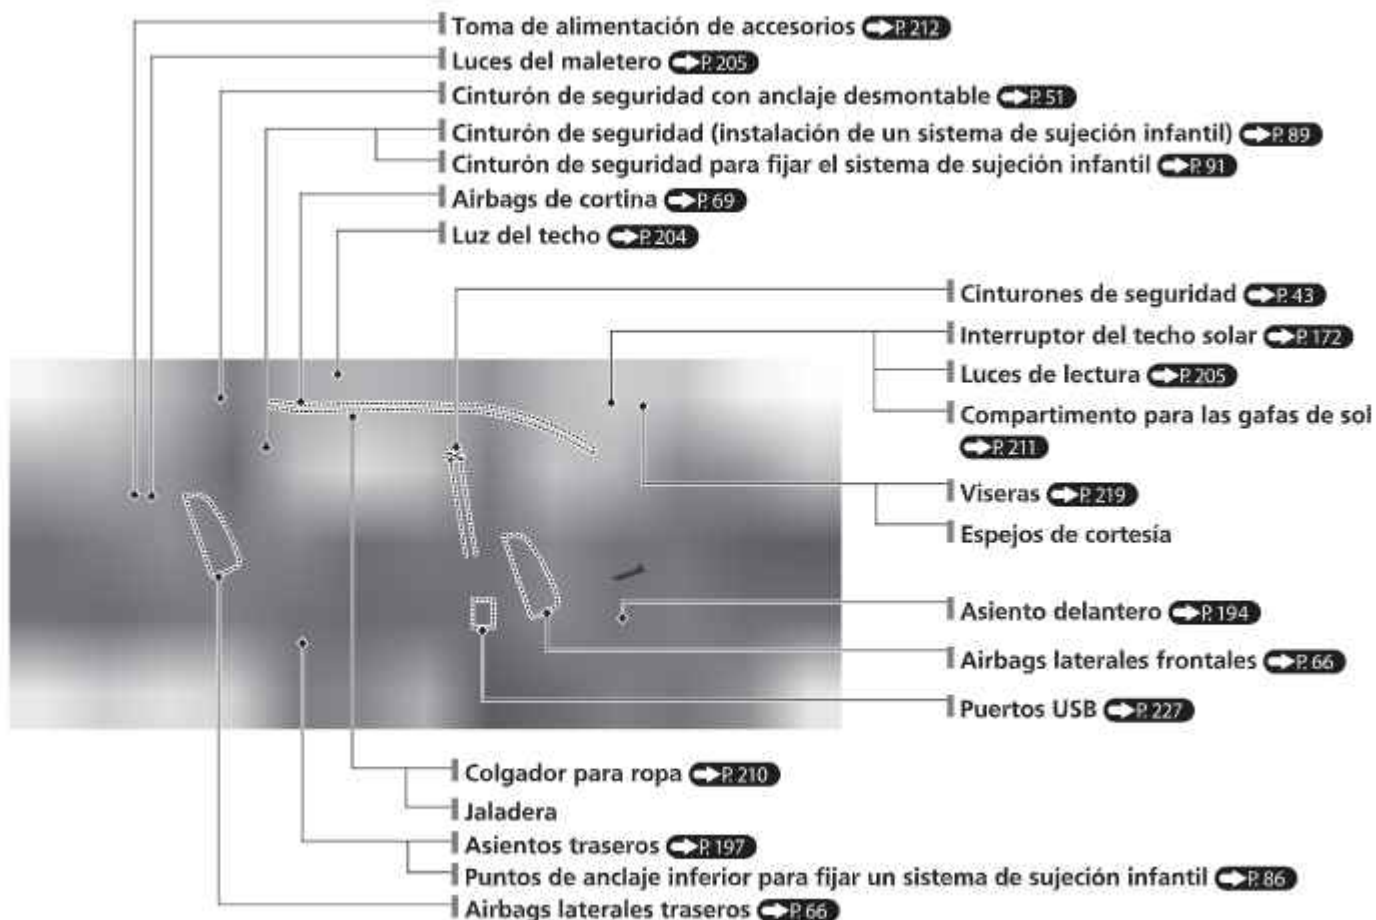 Toma de alimentación de accesorios P. 212
Luces del maletero P. 205
Cinturón de seguridad con anclaje desmontable P. 51
Cinturón de seguridad (instalación de un sistema de sujeción infantil) P. 89
Cinturón de seguridad para fijar el sistema de sujeción infantil P. 91
Airbags de cortina P. 69
Luz del techo P. 204
Cinturones de seguridad P. 43
Interruptor del techo solar P. 172
Luces de lectura P. 205
Compartimento para las gafas de sol
P. 211
Viseras P. 219
Espejos de cortesía
Asiento delantero P. 194
Airbags laterales frontales P. 66
Puertos USB P. 227
Colgador para ropa P. 210
Jaladera
Asientos traseros P. 197
Puntos de anclaje inferior para fijar un sistema de sujeción infantil P. 86
Airbags laterales traseros P. 66